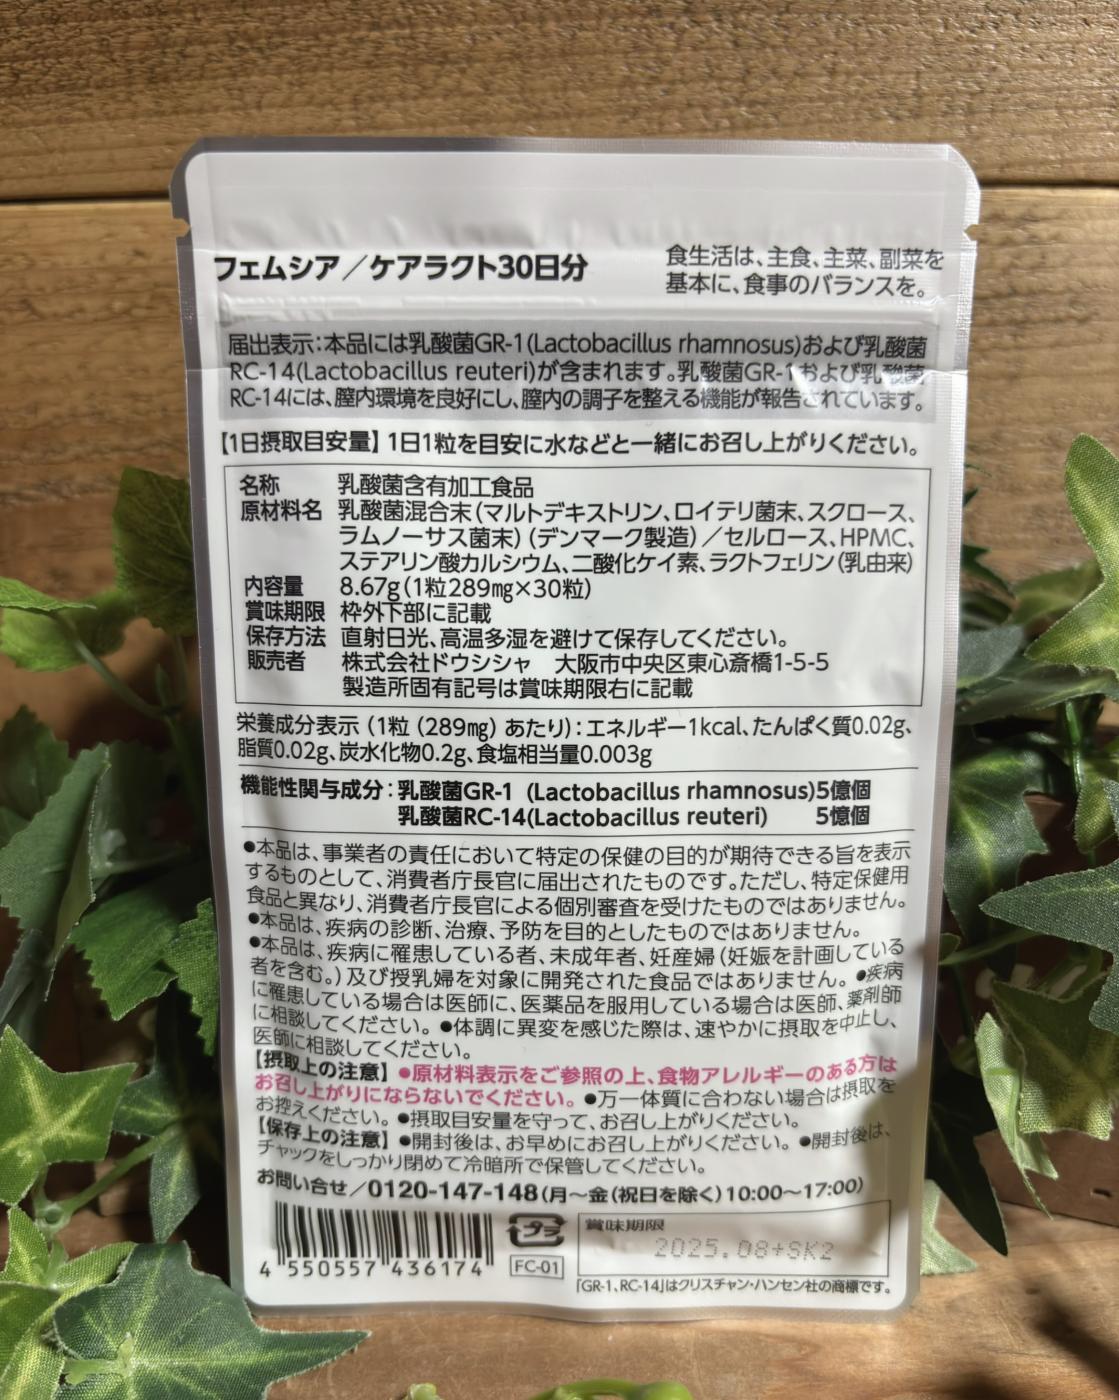 フェムシア／ケアラクト30日分
食生活は、主食、主菜、副菜を
基本に、食事のバランスを。
届出表示：本品には乳酸菌GR-1(Lactobacillus rhamnosus)および乳酸菌
RC-14(Lactobacillus reuteri)が含まれます。乳酸菌GR-1および乳酸菌
RC-14には、膣内環境を良好にし、膣内の調子を整える機能が報告されています。
【1日摂取目安量】1日1粒を目安に水などと一緒にお召し上がりください。
名称 乳酸菌含有加工食品
原材料名 乳酸菌混合末（マルトデキストリン、ロイテリ菌末、スクロース、
ラムノーサス菌末）（デンマーク製造）／セルロース、HPMC、
ステアリン酸カルシウム、二酸化ケイ素、ラクトフェリン（乳由来）
内容量 8.67g（1粒289㎎×30粒）
賞味期限 枠外下部に記載
保存方法 直射日光、高温多湿を避けて保存してください。
販売者 株式会社ドウシシャ 大阪市中央区東心斎橋1-5-5
製造所固有記号は賞味期限右に記載
栄養成分表示（1粒（289㎎）あたり）：エネルギー1kcal、たんぱく質0.02g、
脂質0.02g、炭水化物0.2g、食塩相当量0.003g
機能性関与成分：乳酸菌GR-1 (Lactobacillus rhamnosus)5億個
乳酸菌RC-14(Lactobacillus reuteri) 5億個
●本品は、事業者の責任において特定の保健の目的が期待できる旨を表示
するものとして、消費者庁長官に届出されたものです。ただし、特定保健用
食品と異なり、消費者庁長官による個別審査を受けたものではありません。
●本品は、疾病の診断、治療、予防を目的としたものではありません。
●本品は、疾病に罹患している者、未成年者、妊産婦（妊娠を計画している
者を含む。）及び授乳婦を対象に開発された食品ではありません。●疾病
に罹患している場合は医師に、医薬品を服用している場合は医師、薬剤師
に相談してください。●体調に異変を感じた際は、速やかに摂取を中止し、
医師に相談してください。
【摂取上の注意】●原材料表示をご参照の上、食物アレルギーのある方は
お召し上がりにならないでください。●万一体質に合わない場合は摂取を
お控えください。●摂取目安量を守って、お召し上がりください。
【保存上の注意】●開封後は、お早めにお召し上がりください。●開封後は、
チャックをしっかり閉めて冷暗所で保管してください。
お問い合せ／0120-147-148（月～金（祝日を除く）10:00～17:00）
4 550557 436174
プラ
FC-01
賞味期限
2025.08+SK2
「GR-1、RC-14」はクリスチャン・ハンセン社の商標です。